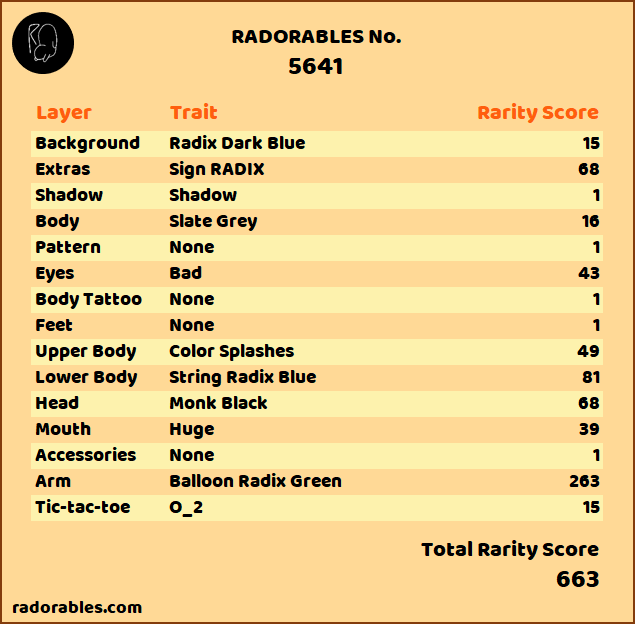 RADORABLES No.
5641
Layer Trait Rarity Score
Background Radix Dark Blue 15
Extras Sign RADIX 68
Shadow Shadow 1
Body Slate Grey 16
Pattern None 1
Eyes Bad 43
Body Tattoo None 1
Feet None 1
Upper Body Color Splashes 49
Lower Body String Radix Blue 81
Head Monk Black 68
Mouth Huge 39
Accessories None 1
Arm Balloon Radix Green 263
Tic-tac-toe O_2 15
Total Rarity Score
663
radorables.com